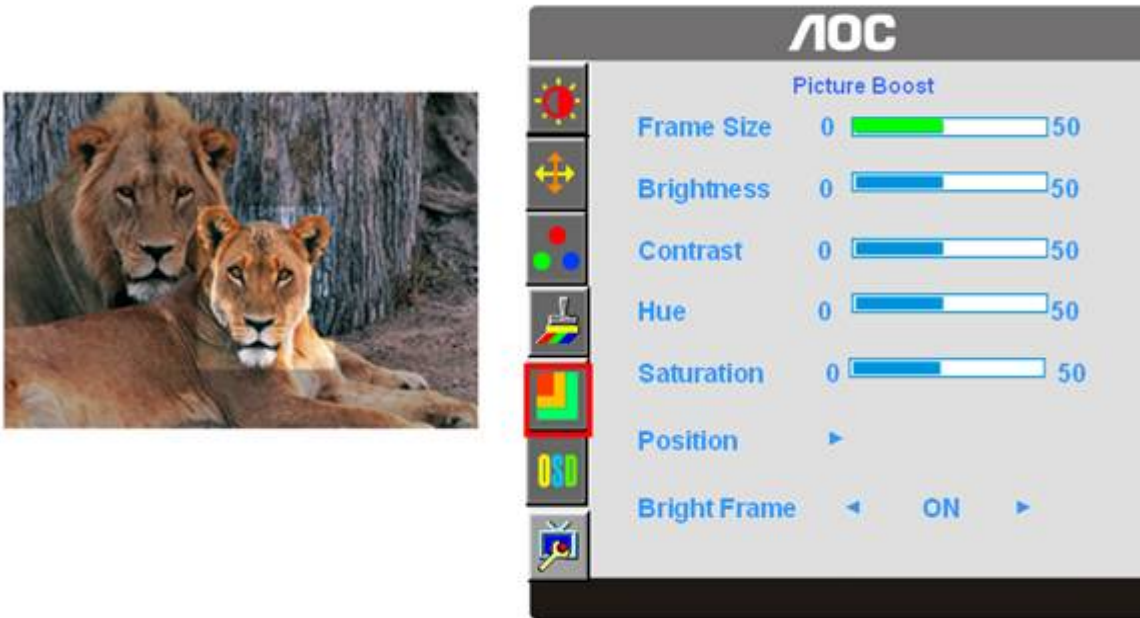 AOC
Picture Boost
Frame Size 0 50
Brightness 0 50
Contrast 0 50
Hue 0 50
Saturation 0 50
Position
Bright Frame ON
OSD